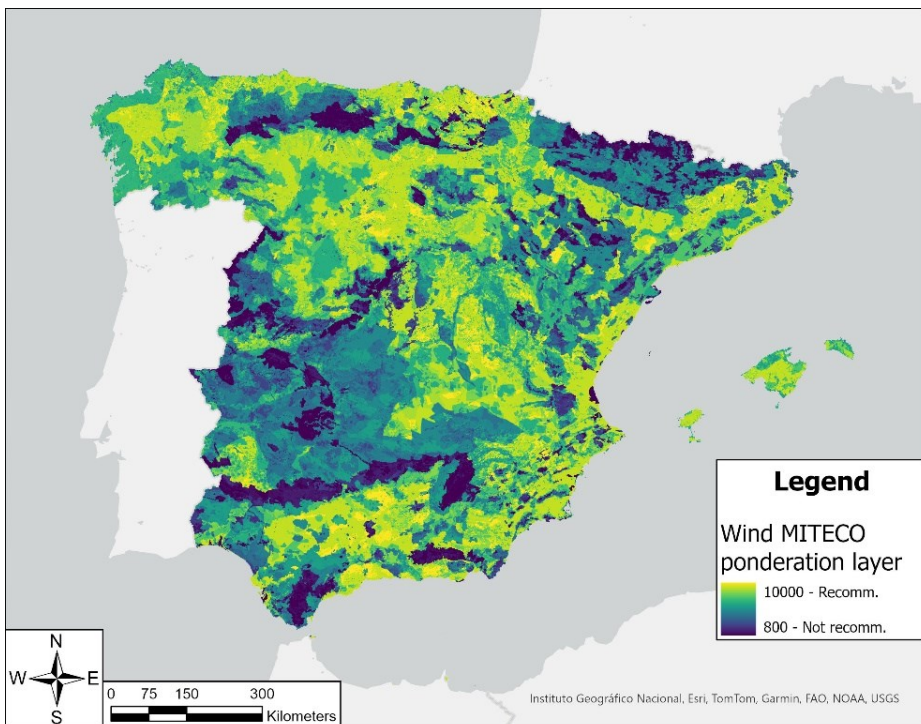 Legend
Wind MITECO
ponderation layer
10000 - Recomm.
800 - Not recomm.
N
W E
S
0 75 150 300
Kilometers
Instituto Geográfico Nacional, Esri, TomTom, Garmin, FAO, NOAA, USGS